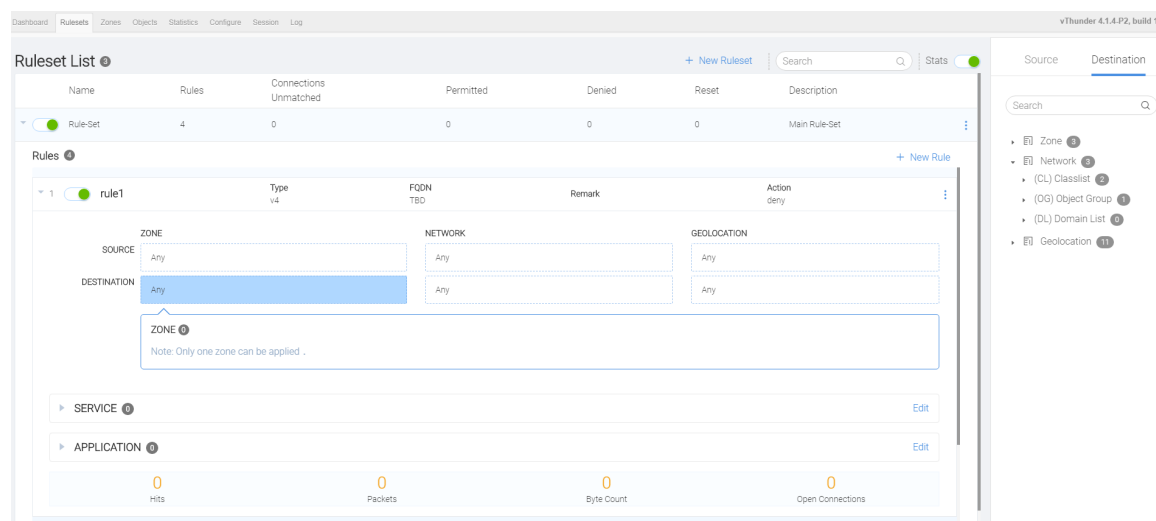 Dashboard Rulesets Zones Objects Statistics Configure Session Log vThunder 4.1.4-P2, build 1
Ruleset List 3 + New Ruleset Search Stats
Name Rules Connections Unmatched Permitted Denied Reset Description
Rule-Set 4 0 0 0 0 Main Rule-Set
Rules 4 + New Rule
1 rule1 Type v4 FQDN TBD Remark Action deny
ZONE NETWORK GEOLOCATION
SOURCE Any Any Any
DESTINATION Any Any Any
ZONE 0
Note: Only one zone can be applied .
SERVICE 0 Edit
APPLICATION 0 Edit
0 0 0 0
Hits Packets Byte Count Open Connections
Source Destination
Search
Zone 3
Network 3
(CL) Classlist 2
(OG) Object Group 1
(DL) Domain List 0
Geolocation 11